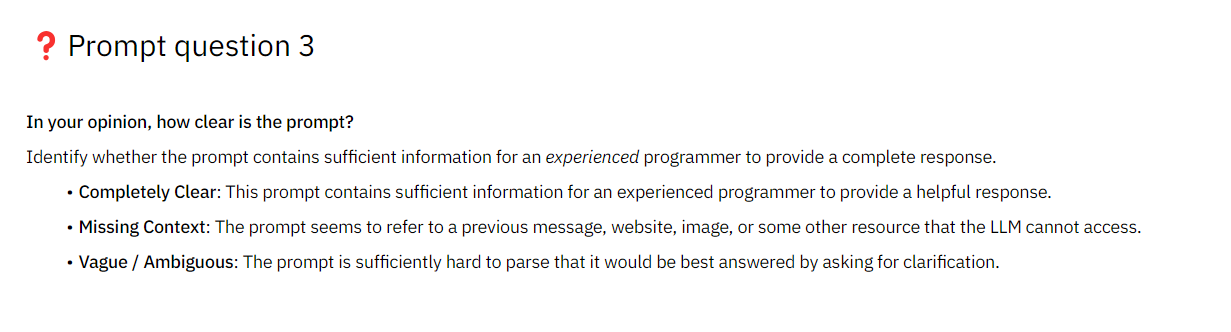 ❓ Prompt question 3
In your opinion, how clear is the prompt?
Identify whether the prompt contains sufficient information for an experienced programmer to provide a complete response.
• Completely Clear: This prompt contains sufficient information for an experienced programmer to provide a helpful response.
• Missing Context: The prompt seems to refer to a previous message, website, image, or some other resource that the LLM cannot access.
• Vague / Ambiguous: The prompt is sufficiently hard to parse that it would be best answered by asking for clarification.